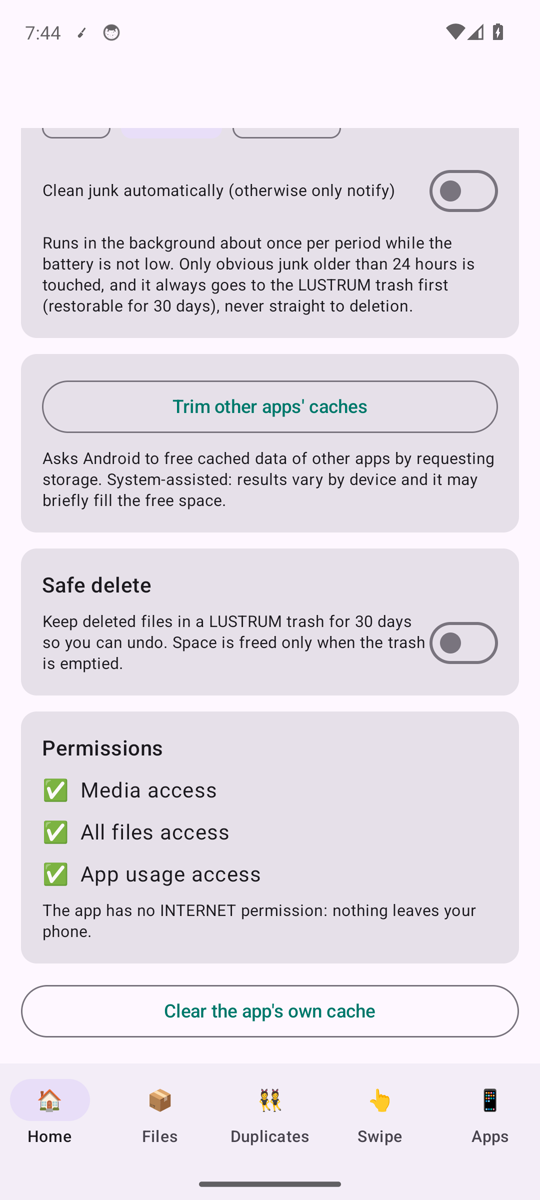 7:44
Clean junk automatically (otherwise only notify)
Runs in the background about once per period while the
battery is not low. Only obvious junk older than 24 hours is
touched, and it always goes to the LUSTRUM trash first
(restorable for 30 days), never straight to deletion.
Trim other apps' caches
Asks Android to free cached data of other apps by requesting
storage. System-assisted: results vary by device and it may
briefly fill the free space.
Safe delete
Keep deleted files in a LUSTRUM trash for 30 days
so you can undo. Space is freed only when the trash
is emptied.
Permissions
Media access
All files access
App usage access
The app has no INTERNET permission: nothing leaves your
phone.
Clear the app's own cache
Home
Files
Duplicates
Swipe
Apps